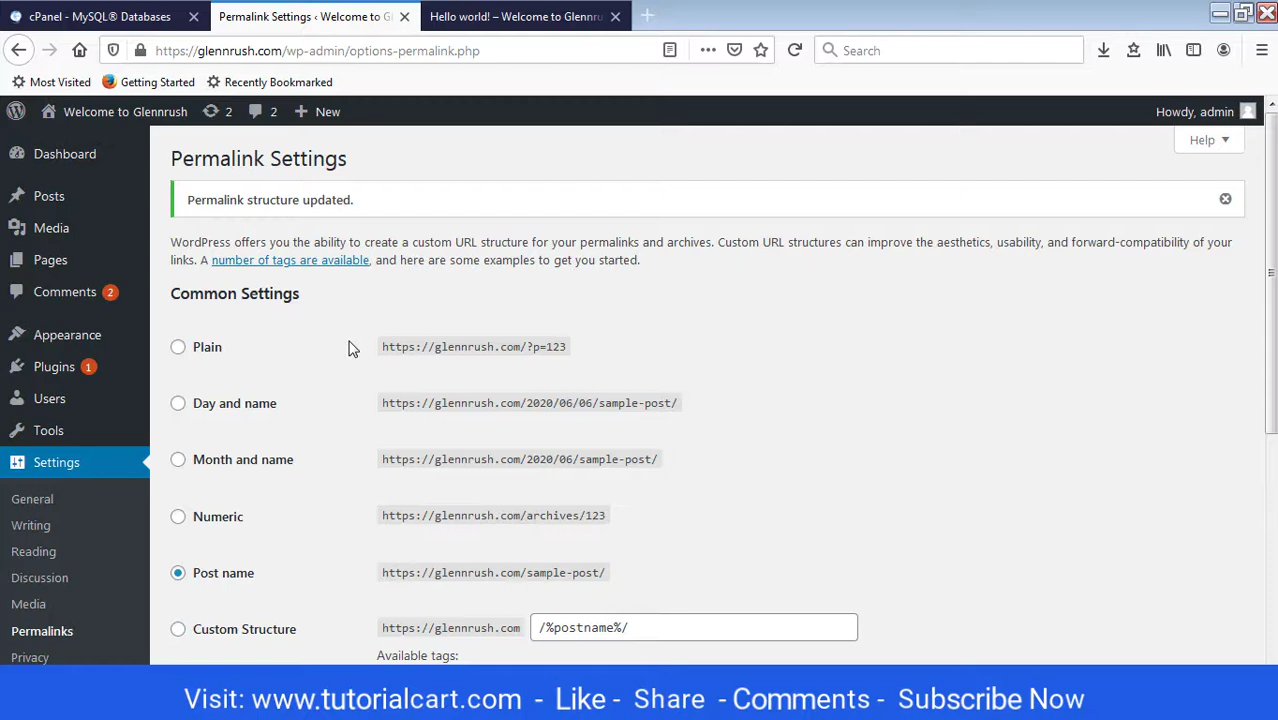 cPanel - MySQL® Databases
Permalink Settings ‹ Welcome to Gl
Hello world! – Welcome to Glennru
https://glennrush.com/wp-admin/options-permalink.php
Search
Most Visited
Getting Started
Recently Bookmarked
Welcome to Glennrush
2
2
New
Howdy, admin
Help
Dashboard
Posts
Media
Pages
Comments 2
Appearance
Plugins 1
Users
Tools
Settings
General
Writing
Reading
Discussion
Media
Permalinks
Privacy
Permalink Settings
Permalink structure updated.
WordPress offers you the ability to create a custom URL structure for your permalinks and archives. Custom URL structures can improve the aesthetics, usability, and forward-compatibility of your
links. A number of tags are available, and here are some examples to get you started.
Common Settings
Plain https://glennrush.com/?p=123
Day and name https://glennrush.com/2020/06/06/sample-post/
Month and name https://glennrush.com/2020/06/sample-post/
Numeric https://glennrush.com/archives/123
Post name https://glennrush.com/sample-post/
Custom Structure https://glennrush.com /%postname%/
Available tags:
Visit: www.tutorialcart.com - Like - Share - Comments - Subscribe Now